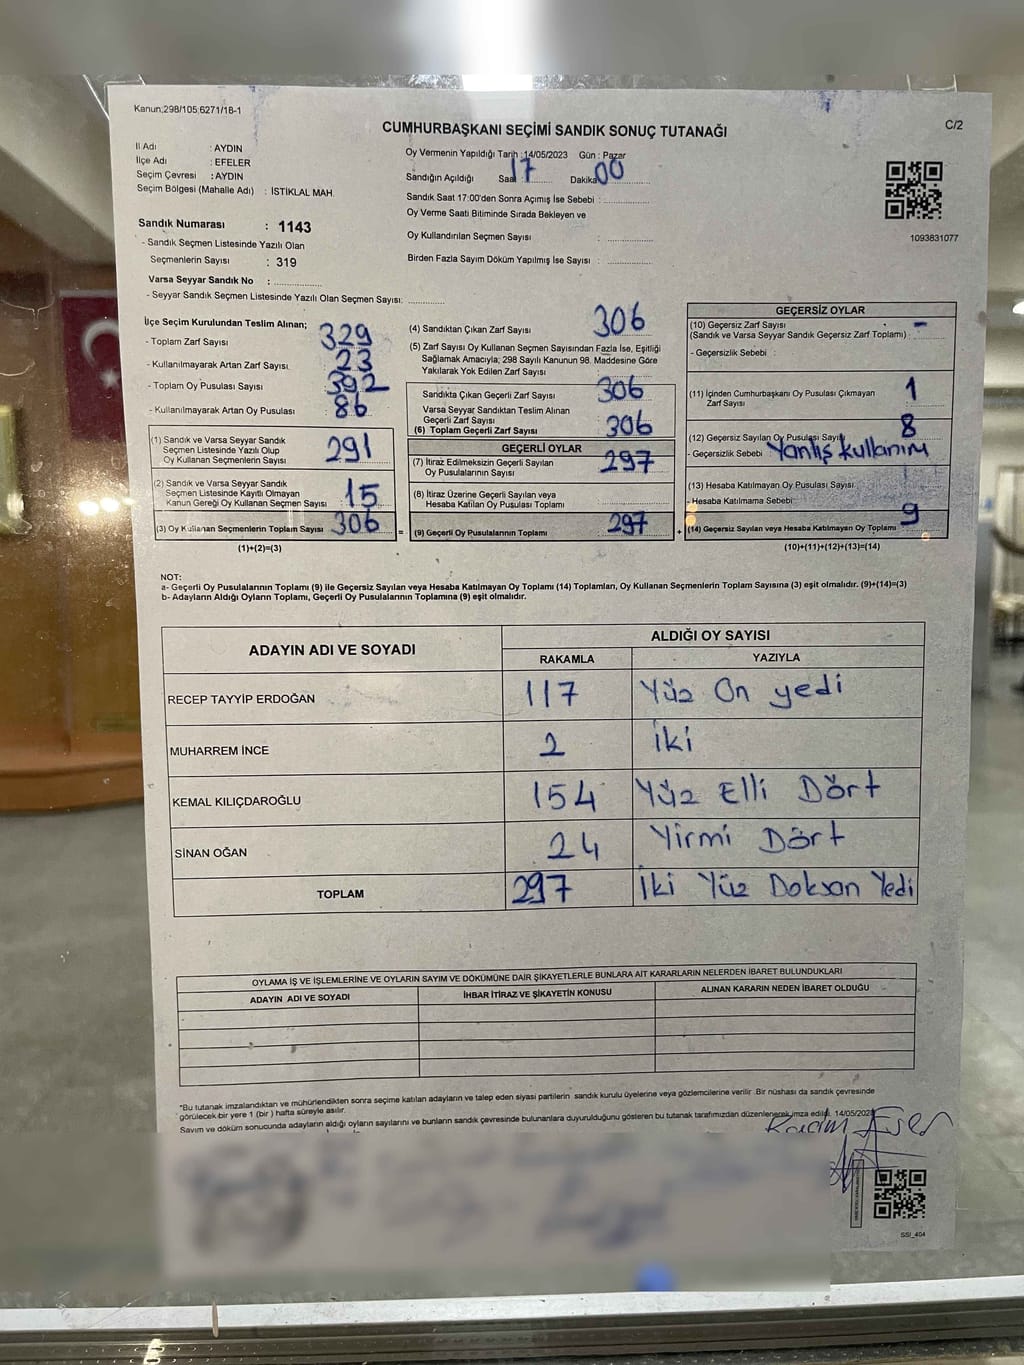 Kanun;298/105;6271/18-1
C/2
CUMHURBAŞKANI SEÇİMİ SANDIK SONUÇ TUTANAĞI
İl Adı : AYDIN
İlçe Adı : EFELER
Seçim Çevresi : AYDIN
Seçim Bölgesi (Mahalle Adı) : İSTİKLAL MAH.
Sandık Numarası : 1143
- Sandık Seçmen Listesinde Yazılı Olan
Seçmenlerin Sayısı : 319
Varsa Seyyar Sandık No : ..............
- Seyyar Sandık Seçmen Listesinde Yazılı Olan Seçmen Sayısı: ............
Oy Vermenin Yapıldığı Tarih :14/05/2023 Gün : Pazar
Sandığın Açıldığı Saat 17 Dakika 00
Sandık Saat 17:00'den Sonra Açımış İse Sebebi : ..............
Oy Verme Saati Bitiminde Sırada Bekleyen ve
Oy Kullandırılan Seçmen Sayısı : ..............
Birden Fazla Sayım Döküm Yapılmış İse Sayısı : ..............
1093831077
İlçe Seçim Kurulundan Teslim Alınan;
- Toplam Zarf Sayısı 329
- Kullanılmayarak Artan Zarf Sayısı 23
- Toplam Oy Pusulası Sayısı 392
- Kullanılmayarak Artan Oy Pusulası 86
(1) Sandık ve Varsa Seyyar Sandık
Seçmen Listesinde Yazılı Olup
Oy Kullanan Seçmenlerin Sayısı 291
(2) Sandık ve Varsa Seyyar Sandık
Seçmen Listesinde Kayıtlı Olmayan
Kanun Gereği Oy Kullanan Seçmen Sayısı 15
(3) Oy Kullanan Seçmenlerin Toplam Sayısı 306 =
(1)+(2)=(3)
(4) Sandıktan Çıkan Zarf Sayısı 306
(5) Zarf Sayısı Oy Kullanan Seçmen Sayısından Fazla İse, Eşitliği
Sağlamak Amacıyla; 298 Sayılı Kanunun 98. Maddesine Göre
Yakılarak Yok Edilen Zarf Sayısı
Sandıkta Çıkan Geçerli Zarf Sayısı 306
Varsa Seyyar Sandıktan Teslim Alınan
Geçerli Zarf Sayısı
(6) Toplam Geçerli Zarf Sayısı 306
GEÇERLİ OYLAR
(7) İtiraz Edilmeksizin Geçerli Sayılan
Oy Pusulalarının Sayısı 297
(8) İtiraz Üzerine Geçerli Sayılan veya
Hesaba Katılan Oy Pusulası Toplamı
(9) Geçerli Oy Pusulalarının Toplamı 297 +
GEÇERSİZ OYLAR
(10) Geçersiz Zarf Sayısı -
(Sandık ve Varsa Seyyar Sandık Geçersiz Zarf Toplamı)
- Geçersizlik Sebebi :
(11) İçinden Cumhurbaşkanı Oy Pusulası Çıkmayan
Zarf Sayısı 1
(12) Geçersiz Sayılan Oy Pusulası Sayısı 8
- Geçersizlik Sebebi Yanlış kullanım
(13) Hesaba Katılmayan Oy Pusulası Sayısı
- Hesaba Katılmama Sebebi
(14) Geçersiz Sayılan veya Hesaba Katılmayan Oy Toplamı 9
(10)+(11)+(12)+(13)=(14)
NOT:
a- Geçerli Oy Pusulalarının Toplamı (9) ile Geçersiz Sayılan veya Hesaba Katılmayan Oy Toplamı (14) Toplamları, Oy Kullanan Seçmenlerin Toplam Sayısına (3) eşit olmalıdır. (9)+(14)=(3)
b- Adayların Aldığı Oyların Toplamı, Geçerli Oy Pusulalarının Toplamına (9) eşit olmalıdır.
ADAYIN ADI VE SOYADI ALDIĞI OY SAYISI
RAKAMLA YAZIYLA
RECEP TAYYİP ERDOĞAN 117 Yüz On yedi
MUHARREM İNCE 2 İki
KEMAL KILIÇDAROĞLU 154 Yüz Elli Dört
SİNAN OĞAN 24 Yirmi Dört
TOPLAM 297 İki Yüz Doksan Yedi
OYLAMA İŞ VE İŞLEMLERİNE VE OYLARIN SAYIM VE DÖKÜMÜNE DAİR ŞİKAYETLERLE BUNLARA AİT KARARLARIN NELERDEN İBARET BULUNDUKLARI
ADAYIN ADI VE SOYADI İHBAR İTİRAZ VE ŞİKAYETİN KONUSU ALINAN KARARIN NEDEN İBARET OLDUĞU
*Bu tutanak imzalandıktan ve mühürlendikten sonra seçime katılan adayların ve talep eden siyasi partilerin sandık kurulu üyelerine veya gözlemcilerine verilir .Bir nüshası da sandık çevresinde
görülecek bir yere 1 (bir ) hafta süreyle asılır.
Sayım ve döküm sonucunda adayların aldığı oyların sayılarını ve bunların sandık çevresinde bulunanlara duyurulduğunu gösteren bu tutanak tarafımızdan düzenlenerek imza edildi. 14/05/2023
SSI_404